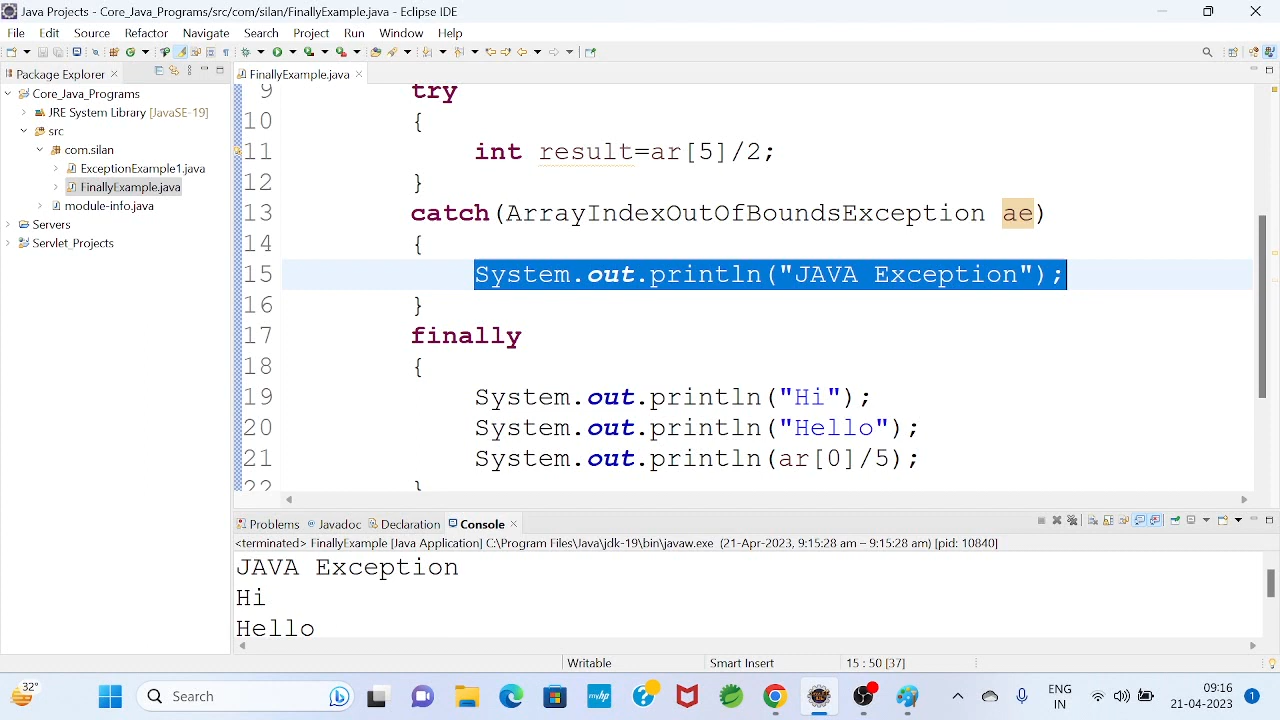 Java Projects - Core_Java_Programs/src/com/silan/FinallyExample.java - Eclipse IDE
File Edit Source Refactor Navigate Search Project Run Window Help
Package Explorer
Core_Java_Programs
JRE System Library [JavaSE-19]
src
com.silan
ExceptionExample1.java
FinallyExample.java
module-info.java
Servers
Servlet_Projects
FinallyExample.java
9 try
10 {
11 int result=ar[5]/2;
12 }
13 catch(ArrayIndexOutOfBoundsException ae)
14 {
15 System.out.println("JAVA Exception");
16 }
17 finally
18 {
19 System.out.println("Hi");
20 System.out.println("Hello");
21 System.out.println(ar[0]/5);
22 }
Problems Javadoc Declaration Console
<terminated> FinallyExample [Java Application] C:\Program Files\Java\jdk-19\bin\javaw.exe (21-Apr-2023, 9:15:28 am – 9:15:28 am) [pid: 10840]
JAVA Exception
Hi
Hello
Writable Smart Insert 15 : 50 [37]
32°
Search
myhp
ENG
IN
09:16
21-04-2023
1